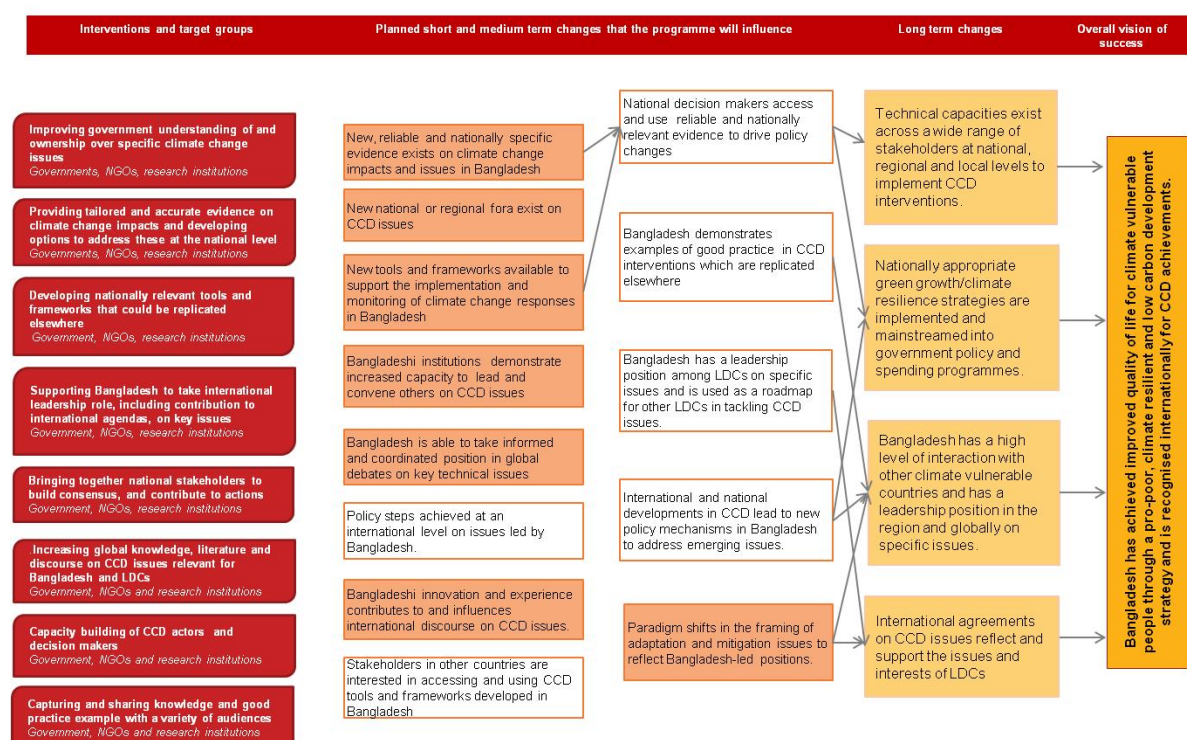 Interventions and target groups
Planned short and medium term changes that the programme will influence
Long term changes
Overall vision of
success
Improving government understanding of and
ownership over specific climate change
issues
Governments, NGOs, research institutions
Providing tailored and accurate evidence on
climate change impacts and developing
options to address these at the national level
Governments, NGOs, research institutions
Developing nationally relevant tools and
frameworks that could be replicated
elsewhere
Government, NGOs, research institutions
Supporting Bangladesh to take international
leadership role, including contribution to
international agendas, on key issues
Government, NGOs, research institutions
Bringing together national stakeholders to
build consensus, and contribute to actions
Government, NGOs, research institutions
.Increasing global knowledge, literature and
discourse on CCD issues relevant for
Bangladesh and LDCs
Government, NGOs and research institutions
Capacity building of CCD actors and
decision makers
Government, NGOs and research institutions
Capturing and sharing knowledge and good
practice example with a variety of audiences
Government, NGOs and research institutions
New, reliable and nationally specific
evidence exists on climate change
impacts and issues in Bangladesh
New national or regional fora exist on
CCD issues
New tools and frameworks available to
support the implementation and
monitoring of climate change responses
in Bangladesh
Bangladeshi institutions demonstrate
increased capacity to lead and
convene others on CCD issues
Bangladesh is able to take informed
and coordinated position in global
debates on key technical issues
Policy steps achieved at an
international level on issues led by
Bangladesh.
Bangladeshi innovation and experience
contributes to and influences
international discourse on CCD issues.
Stakeholders in other countries are
interested in accessing and using CCD
tools and frameworks developed in
Bangladesh
National decision makers access
and use reliable and nationally
relevant evidence to drive policy
changes
Bangladesh demonstrates
examples of good practice in CCD
interventions which are replicated
elsewhere
Bangladesh has a leadership
position among LDCs on specific
issues and is used as a roadmap
for other LDCs in tackling CCD
issues.
International and national
developments in CCD lead to new
policy mechanisms in Bangladesh
to address emerging issues.
Paradigm shifts in the framing of
adaptation and mitigation issues to
reflect Bangladesh-led positions.
Technical capacities exist
across a wide range of
stakeholders at national,
regional and local levels to
implement CCD
interventions.
Nationally appropriate
green growth/climate
resilience strategies are
implemented and
mainstreamed into
government policy and
spending programmes.
Bangladesh has a high
level of interaction with
other climate vulnerable
countries and has a
leadership position in the
region and globally on
specific issues.
International agreements
on CCD issues reflect and
support the issues and
interests of LDCs
Bangladesh has achieved improved quality of life for climate vulnerable
people through a pro-poor, climate resilient and low carbon development
strategy and is recognised internationally for CCD achievements.